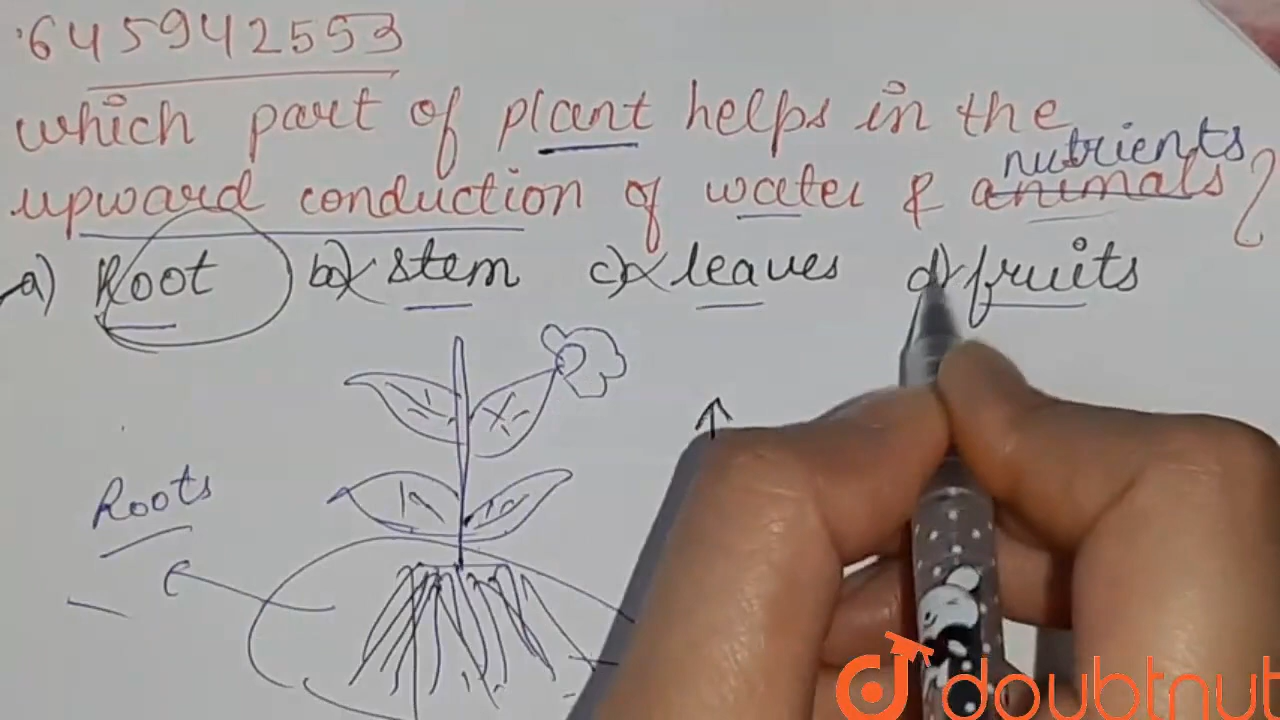 645942553
which part of plant helps in the
nutrients
upward conduction of water & animals?
a) Root b) stem c) leaves d) fruits
Roots
doubtnut